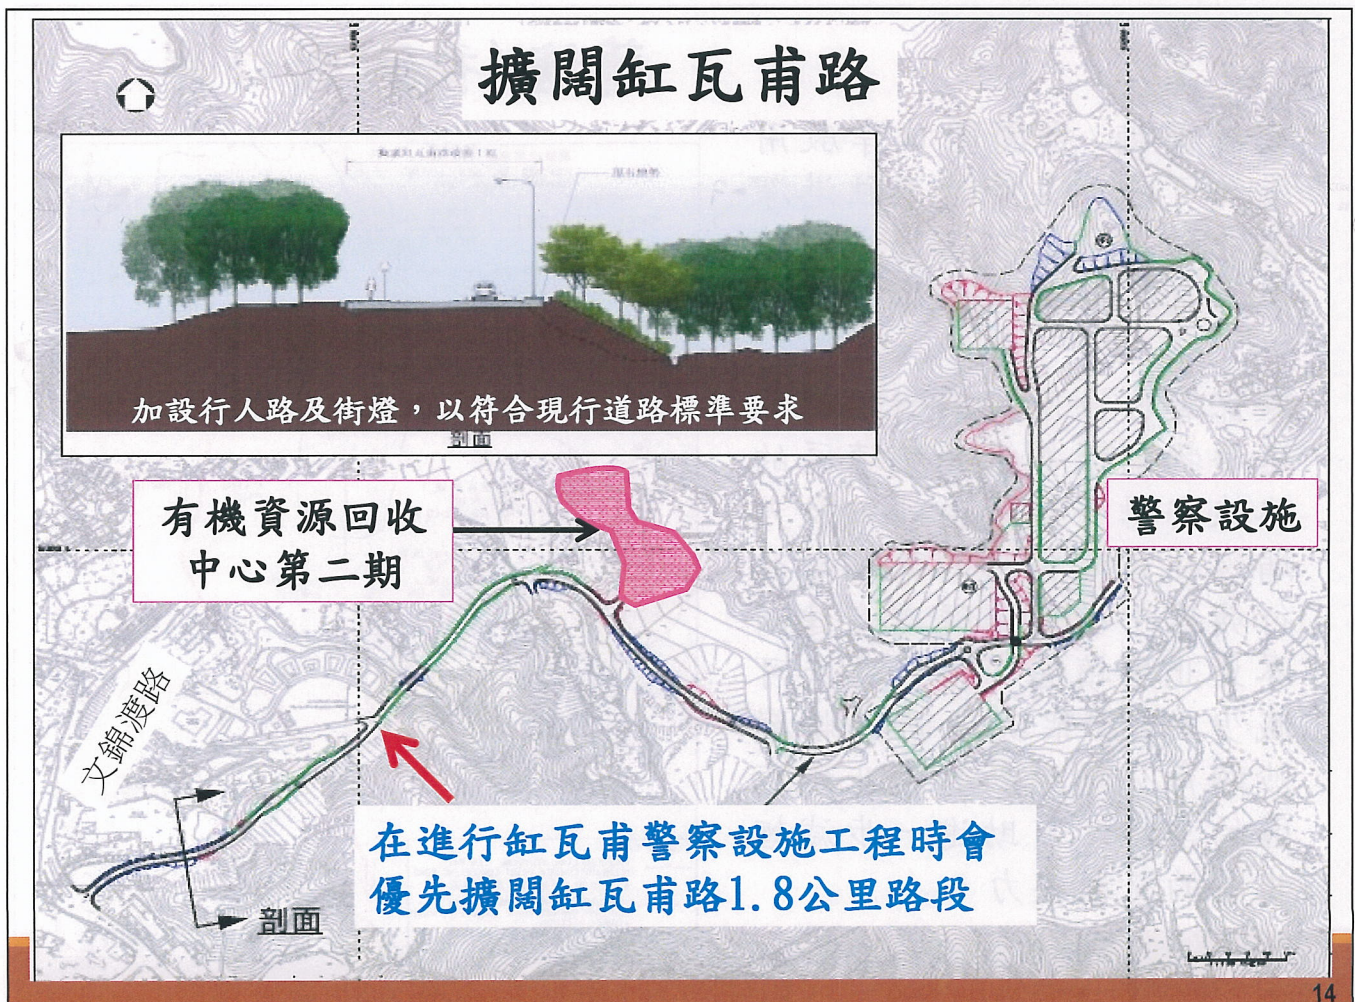 擴闊缸瓦甫路
加設行人路及街燈，以符合現行道路標準要求
剖面
有機資源回收
中心第二期
警察設施
文錦渡路
在進行缸瓦甫警察設施工程時會
優先擴闊缸瓦甫路1.8公里路段
剖面
14